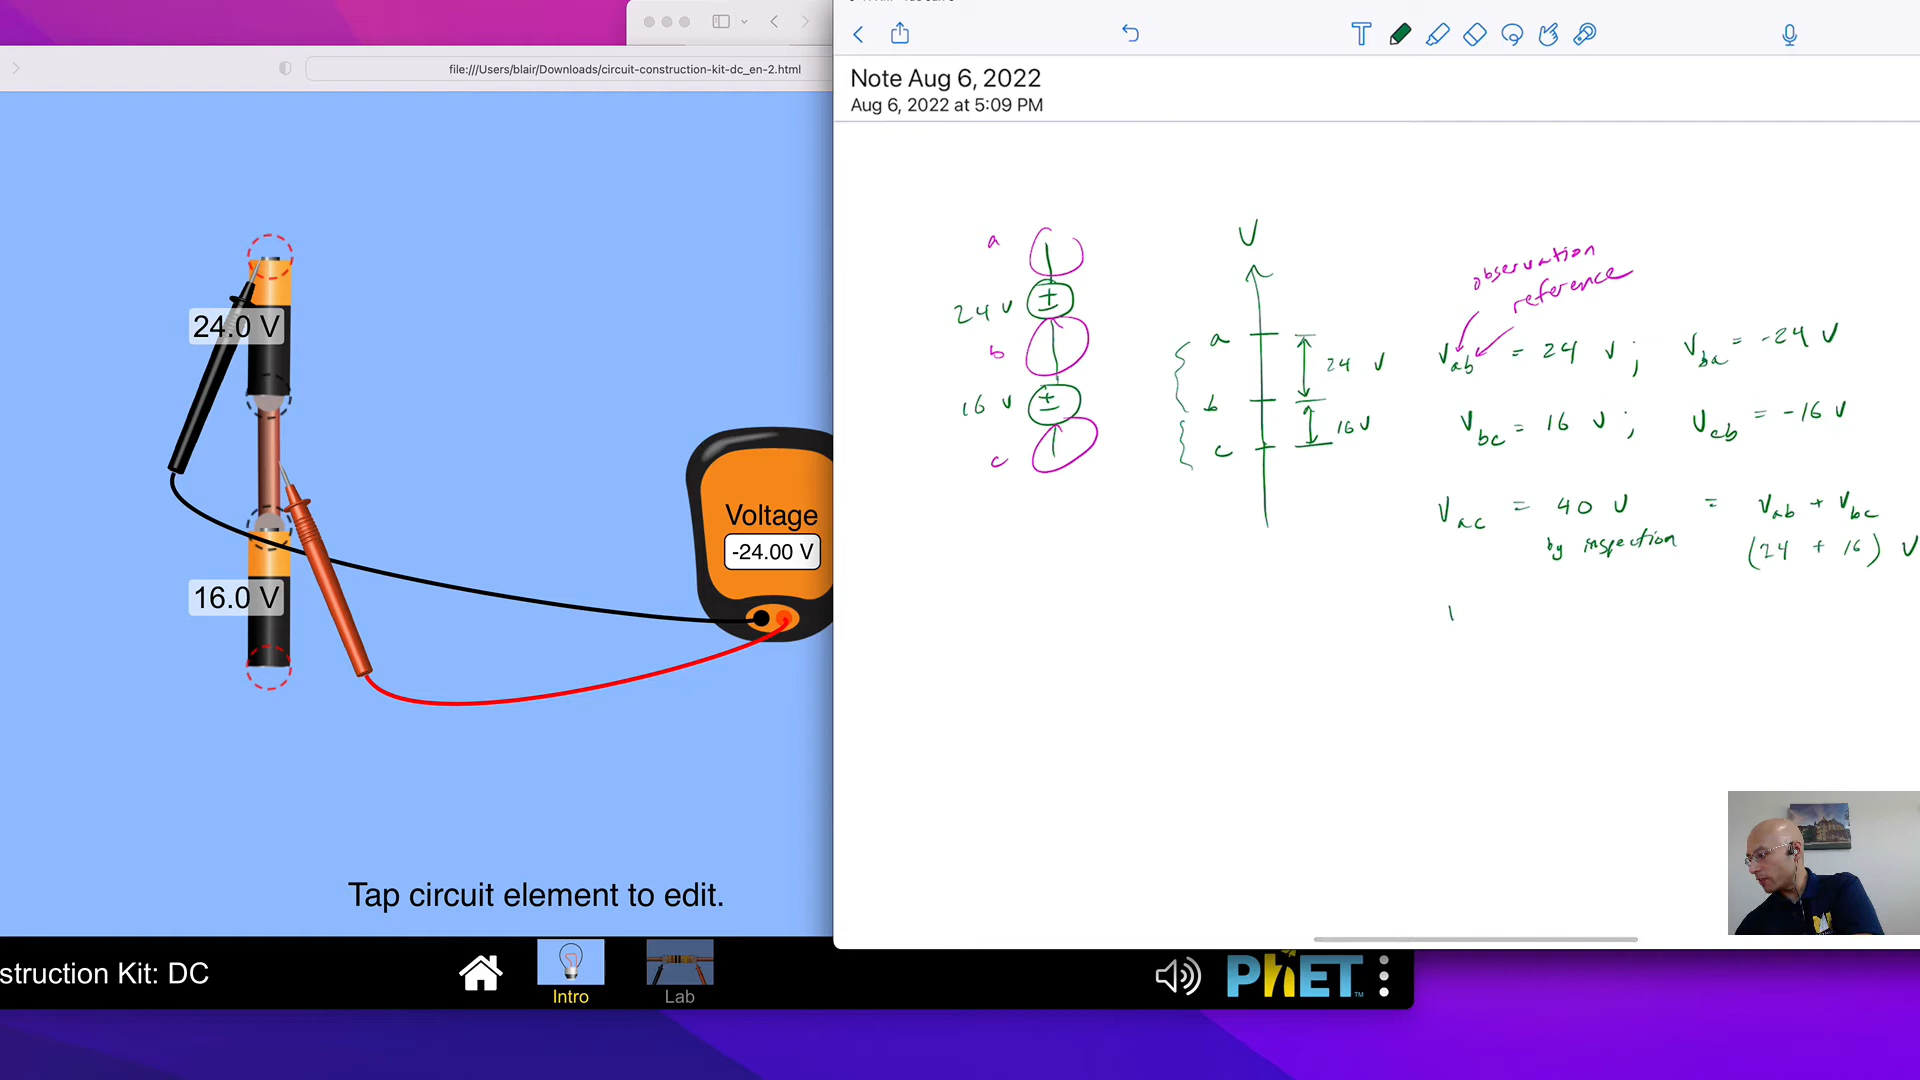 file:///Users/blair/Downloads/circuit-construction-kit-dc_en-2.html
24.0 V
16.0 V
Voltage
-24.00 V
Tap circuit element to edit.
struction Kit: DC
Intro
Lab
PhET
Note Aug 6, 2022
Aug 6, 2022 at 5:09 PM
a
24 V
b
16 V
c
V
a
24 V
b
16 V
c
observation
reference
Vab = 24 V ; Vba = -24 V
Vbc = 16 V ; Vcb = -16 V
Vac = 40 V = Vab + Vbc
by inspection (24 + 16) V